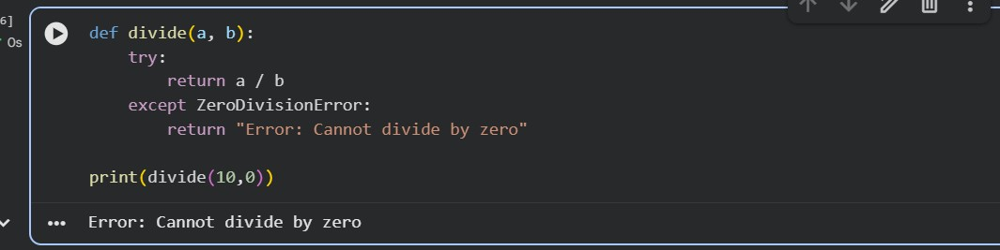 6]
0s
def divide(a, b):
    try:
        return a / b
    except ZeroDivisionError:
        return "Error: Cannot divide by zero"
print(divide(10,0))
Error: Cannot divide by zero